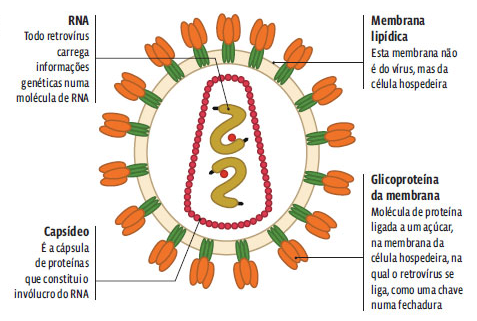 RNA
Todo retrovírus
carrega
informações
genéticas numa
molécula de RNA
Membrana
lipídica
Esta membrana não
é do vírus, mas da
célula hospedeira
Capsídeo
É a cápsula
de proteínas
que constitui o
invólucro do RNA
Glicoproteína
da membrana
Molécula de proteína
ligada a um açúcar,
na membrana da
célula hospedeira, na
qual o retrovírus se
liga, como uma chave
numa fechadura